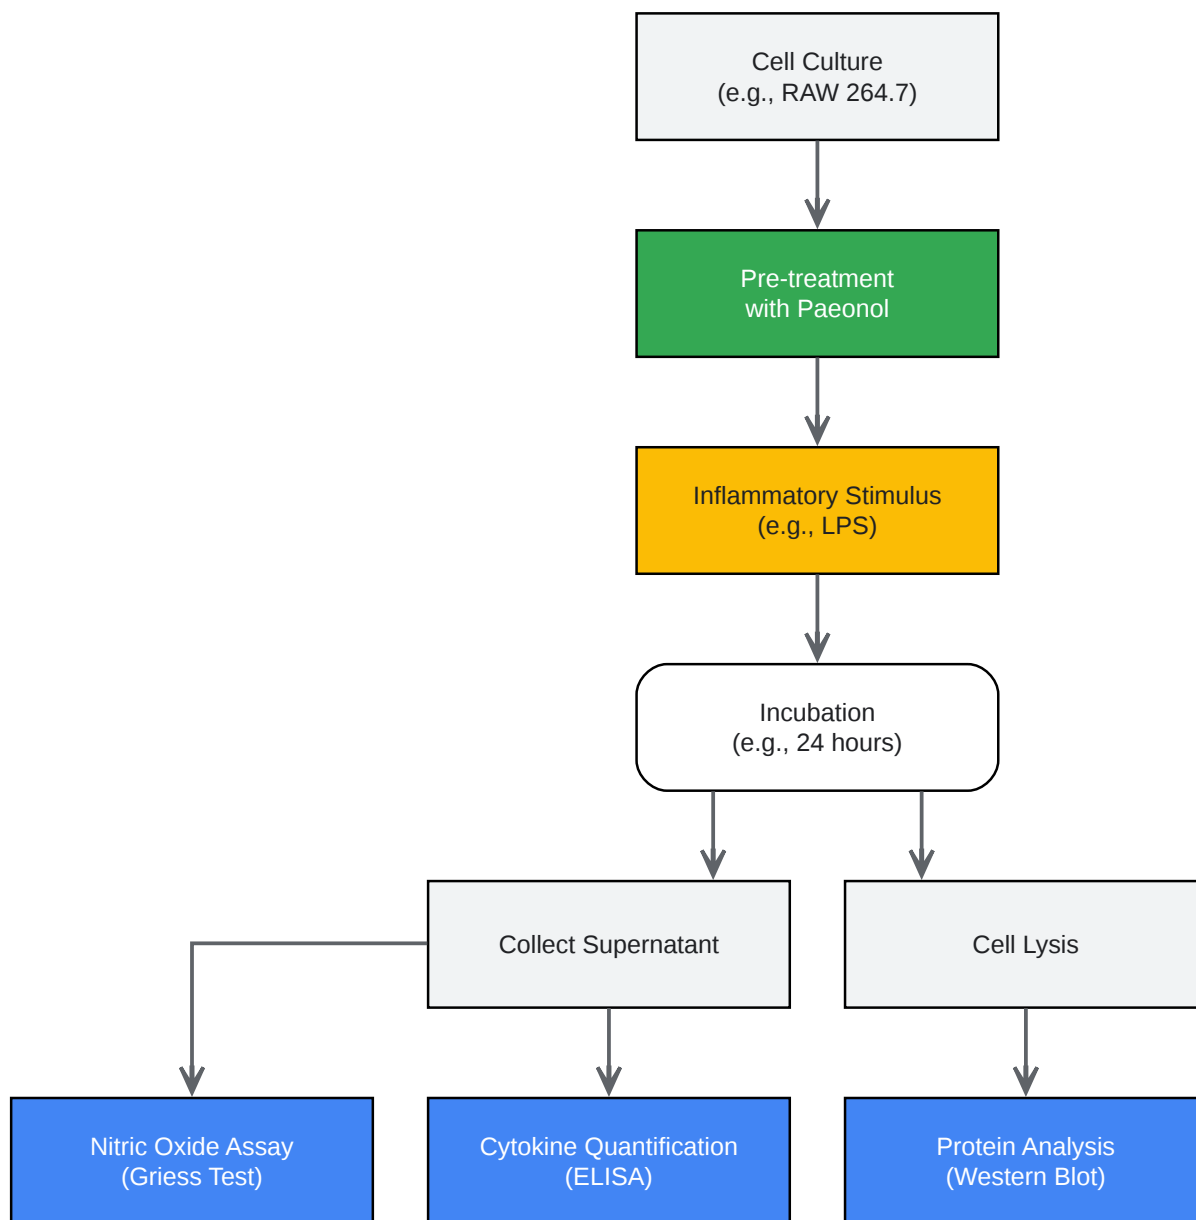 Cell Culture
(e.g., RAW 264.7)
Pre-treatment
with Paeonol
Inflammatory Stimulus
(e.g., LPS)
Incubation
(e.g., 24 hours)
Collect Supernatant
Cell Lysis
Nitric Oxide Assay
(Griess Test)
Cytokine Quantification
(ELISA)
Protein Analysis
(Western Blot)